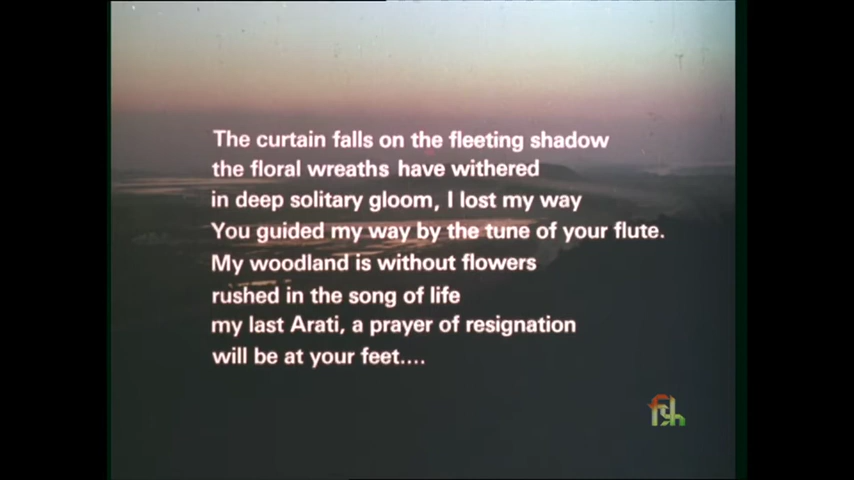 The curtain falls on the fleeting shadow
the floral wreaths have withered
in deep solitary gloom, I lost my way
You guided my way by the tune of your flute.
My woodland is without flowers
rushed in the song of life
my last Arati, a prayer of resignation
will be at your feet....